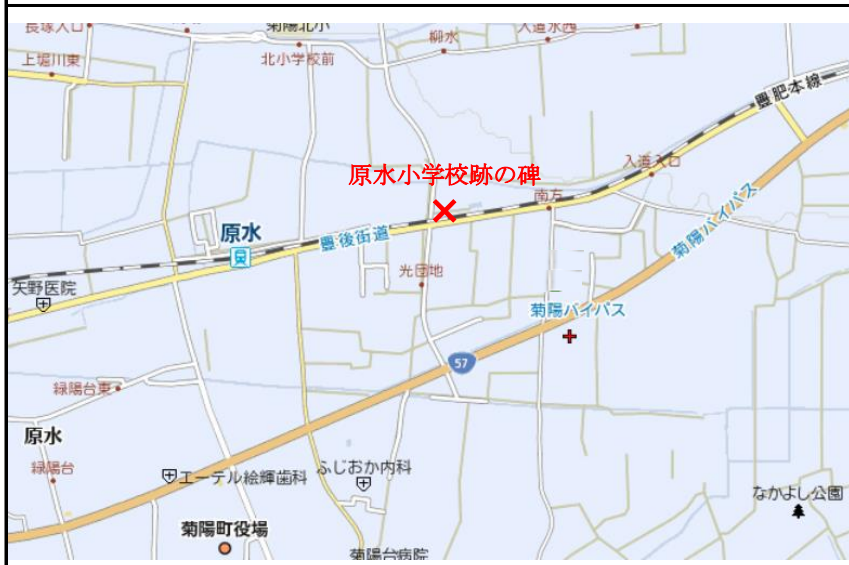 長塚入口
菊陽北小
柳水
入道水西
上堀川東
北小学校前
豊肥本線
原水小学校跡の碑
入道入口
南方
原水
豊後街道
菊陽バイパス
光団地
矢野医院
菊陽バイパス
57
緑陽台東
原水
緑陽台
エーテル絵輝歯科
ふじおか内科
なかよし公園
菊陽町役場
菊陽台病院